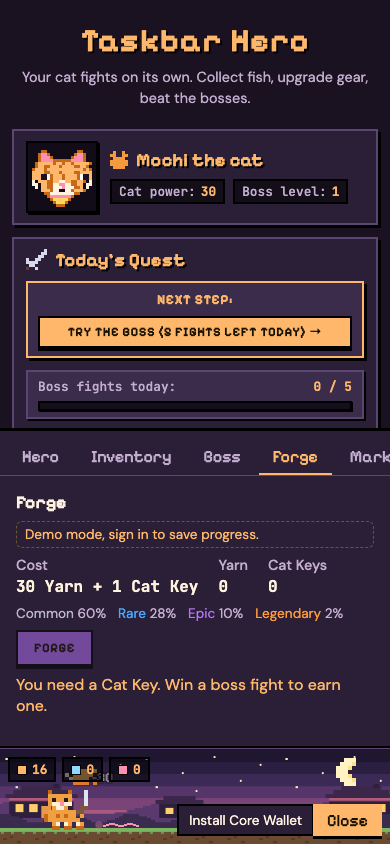 Taskbar Hero
Your cat fights on its own. Collect fish, upgrade gear,
beat the bosses.
Mochi the cat
Cat power: 30 Boss level: 1
Today's Quest
NEXT STEP:
TRY THE BOSS (5 FIGHTS LEFT TODAY) →
Boss fights today: 0 / 5
Hero Inventory Boss Forge Mark
Forge
Demo mode, sign in to save progress.
Cost Yarn Cat Keys
30 Yarn + 1 Cat Key 0 0
Common 60% Rare 28% Epic 10% Legendary 2%
FORGE
You need a Cat Key. Win a boss fight to earn
one.
16 0 0
Install Core Wallet Close